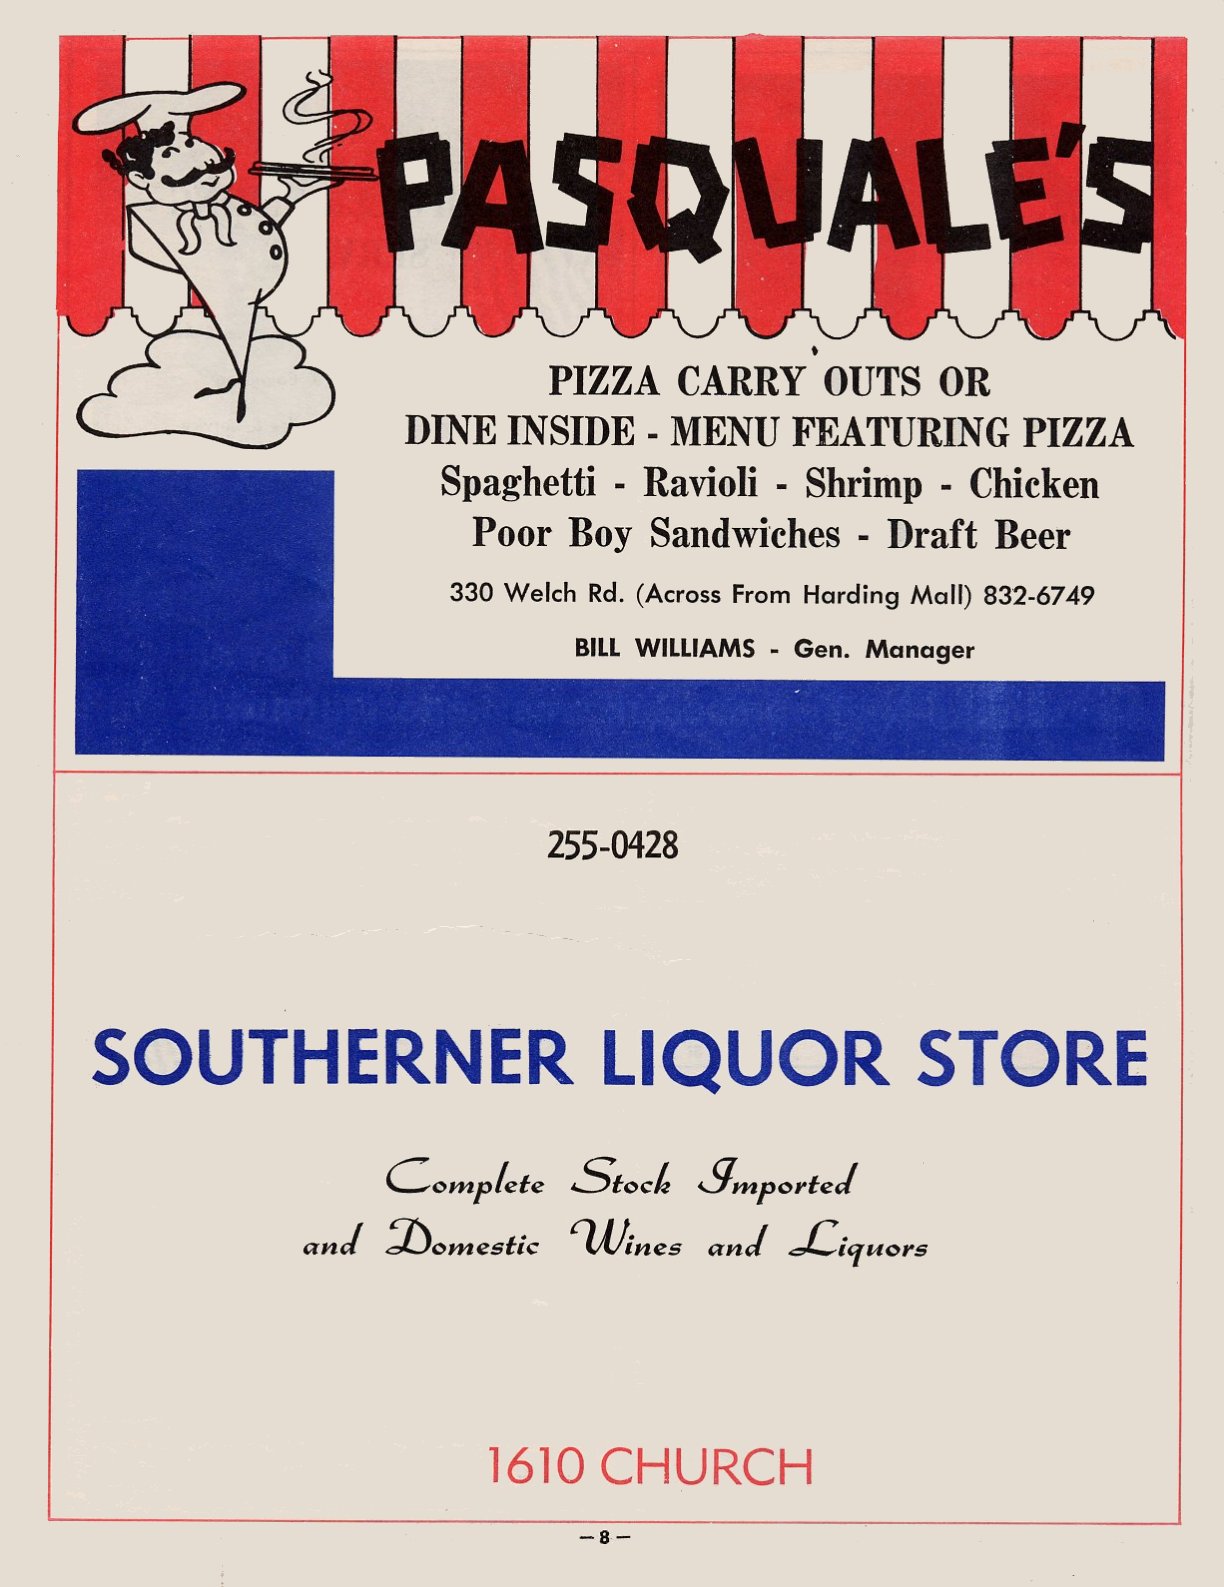 PASQUALE'S
PIZZA CARRY OUTS OR
DINE INSIDE - MENU FEATURING PIZZA
Spaghetti - Ravioli - Shrimp - Chicken
Poor Boy Sandwiches - Draft Beer
330 Welch Rd. (Across From Harding Mall) 832-6749
BILL WILLIAMS - Gen. Manager
255-0428
SOUTHERNER LIQUOR STORE
Complete Stock Imported
and Domestic Wines and Liquors
1610 CHURCH
— 8 —